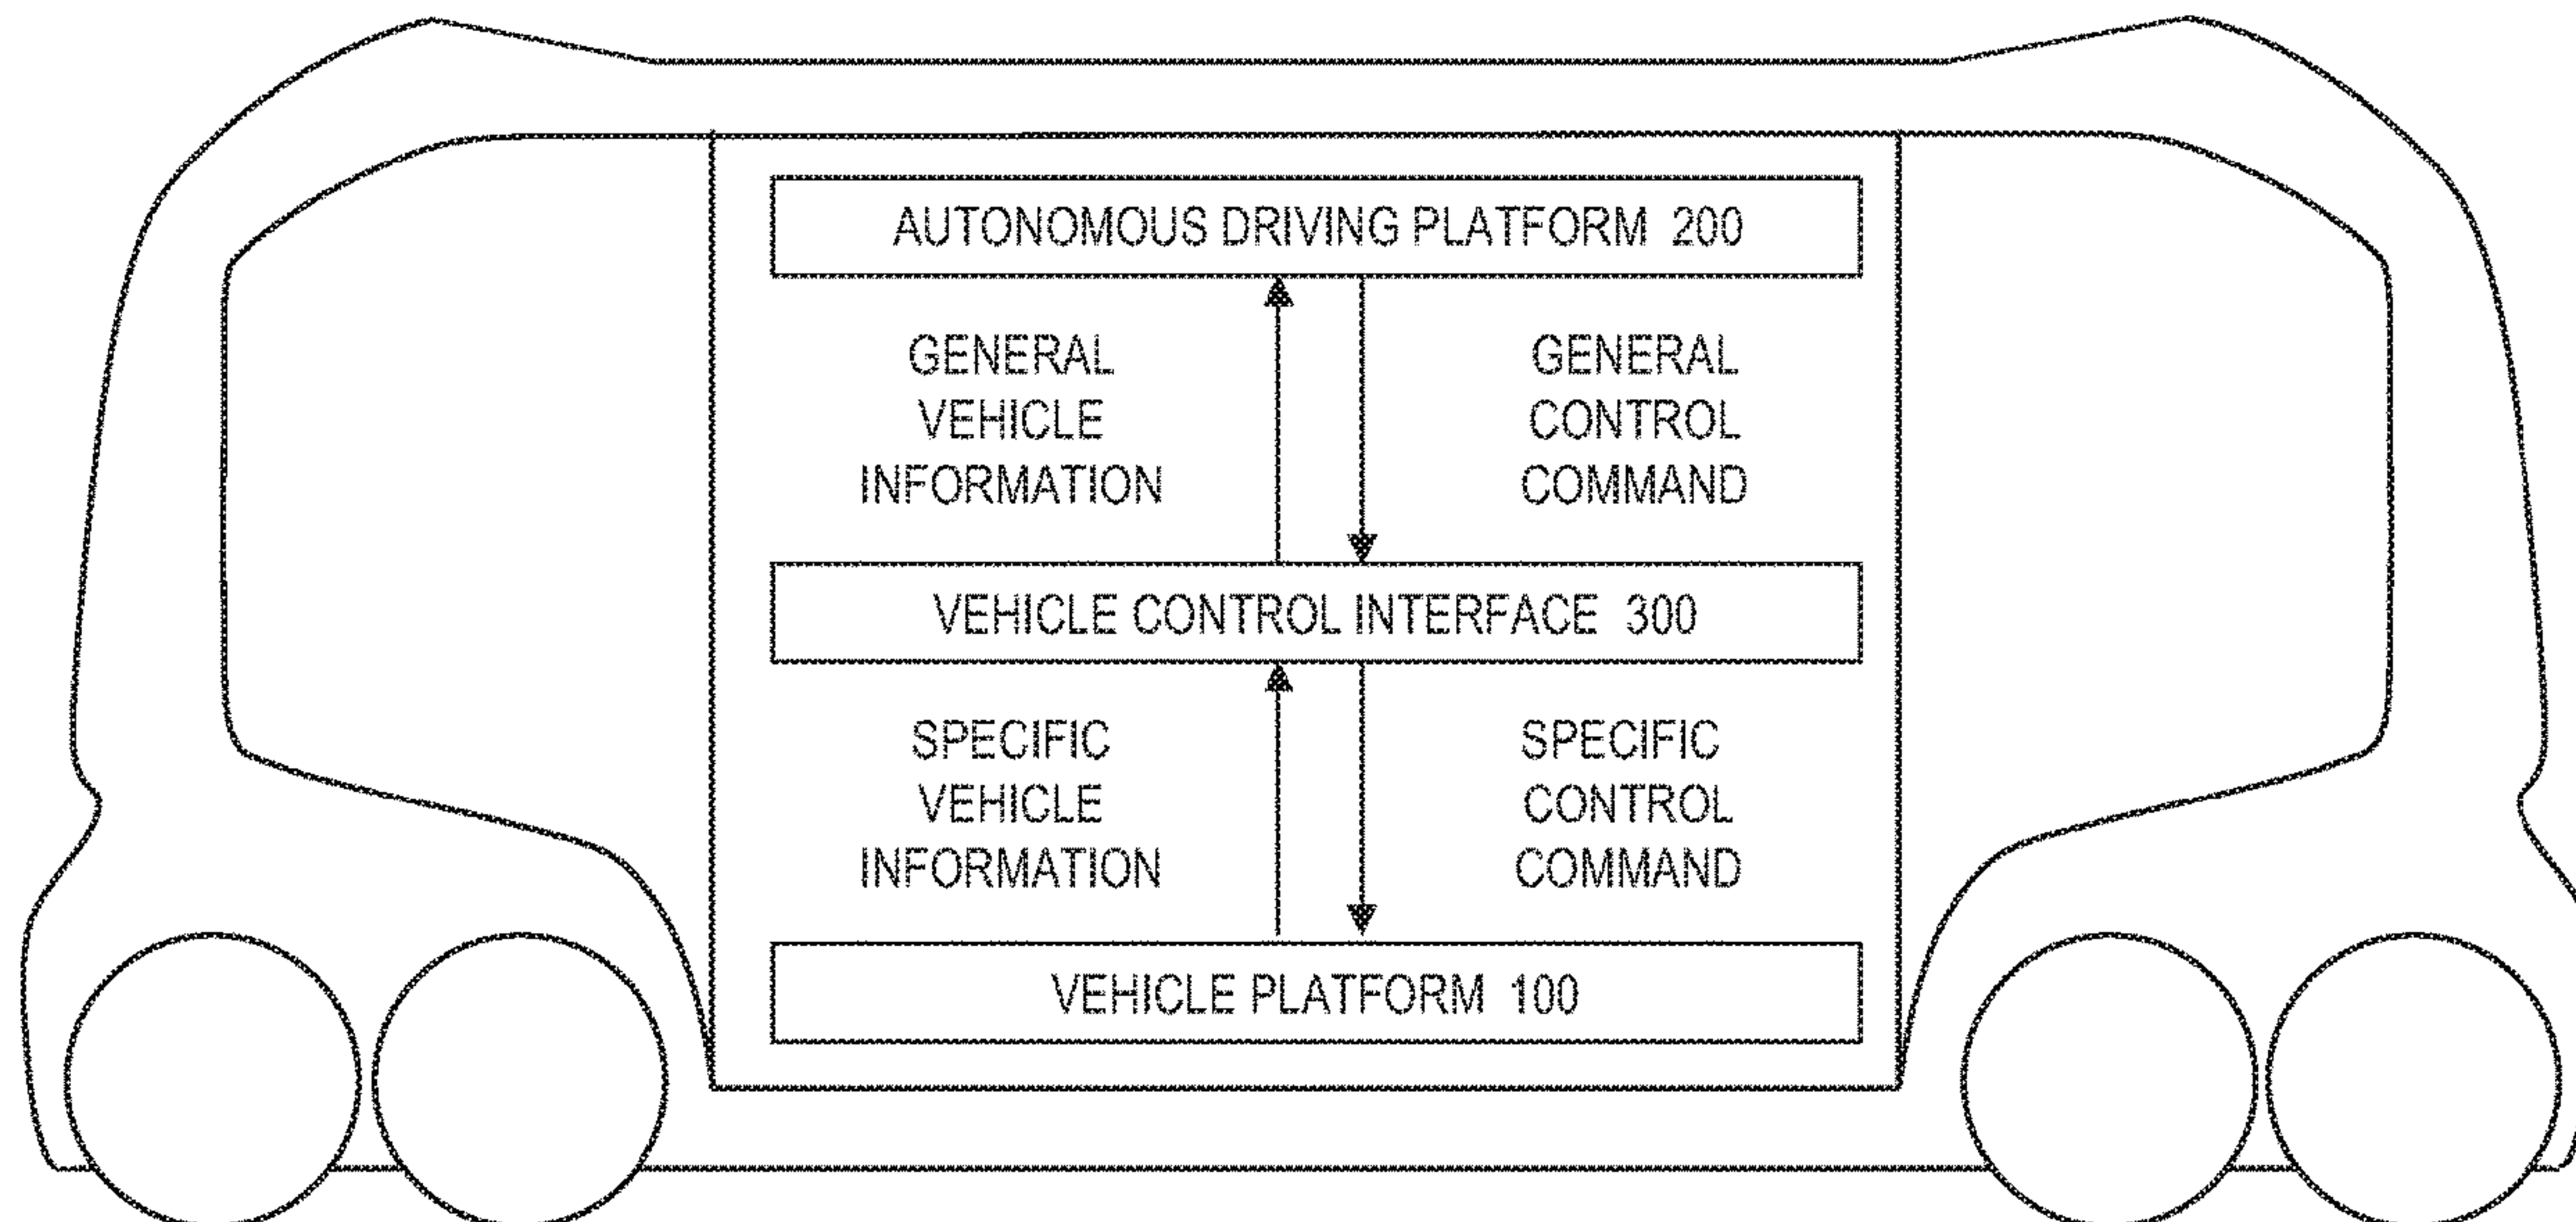 AUTONOMOUS DRIVING PLATFORM 200
GENERAL
VEHICLE
INFORMATION
GENERAL
CONTROL
COMMAND
VEHICLE CONTROL INTERFACE 300
SPECIFIC
VEHICLE
INFORMATION
SPECIFIC
CONTROL
COMMAND
VEHICLE PLATFORM 100